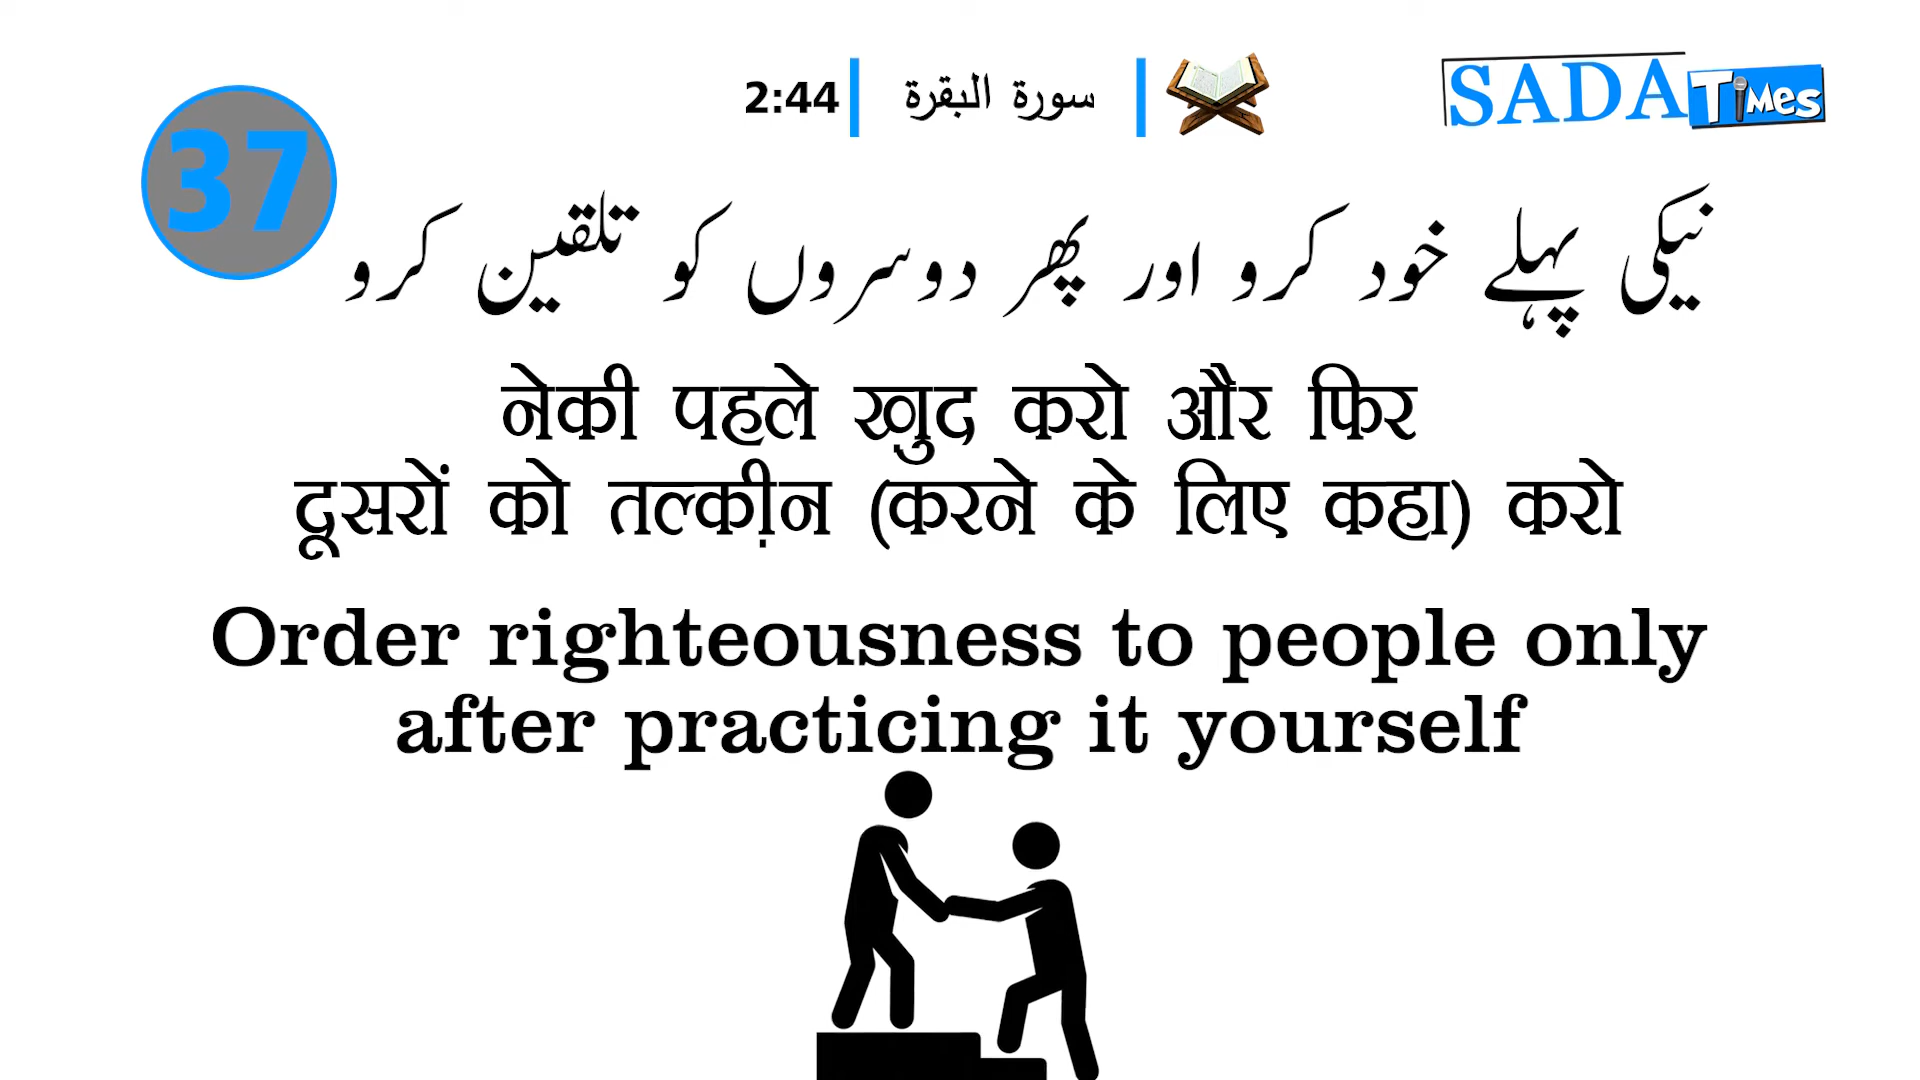 2:44 سورة البقرة
SADA Times
37
نیکی پہلے خود کرو اور پھر دوسروں کو تلقین کرو
नेकी पहले खुद करो और फिर
दूसरों को तल्की़न (करने के लिए कहा) करो
Order righteousness to people only
after practicing it yourself